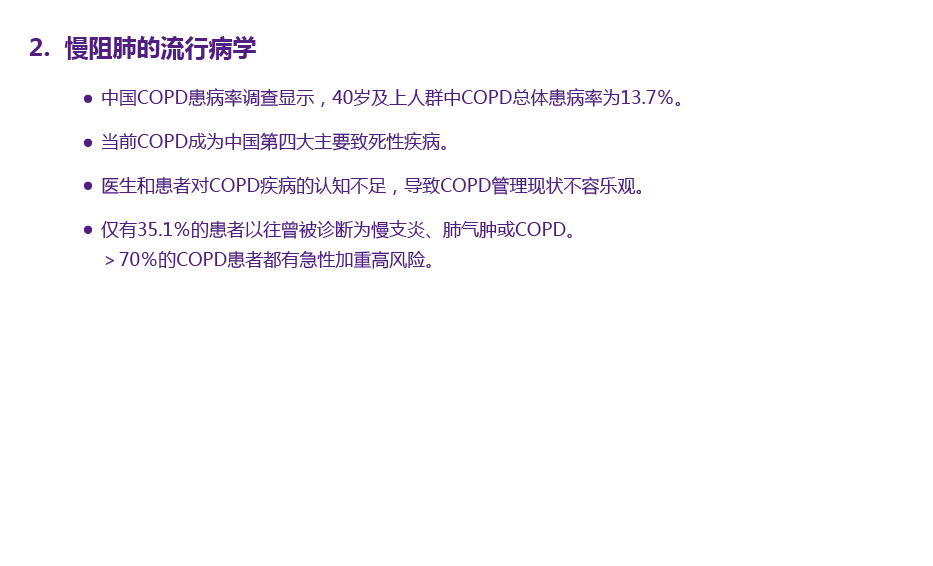 2. 慢阻肺的流行病学
● 中国COPD患病率调查显示，40岁及上人群中COPD总体患病率为13.7%。
● 当前COPD成为中国第四大主要致死性疾病。
● 医生和患者对COPD疾病的认知不足，导致COPD管理现状不容乐观。
● 仅有35.1%的患者以往曾被诊断为慢支炎、肺气肿或COPD。
＞70%的COPD患者都有急性加重高风险。